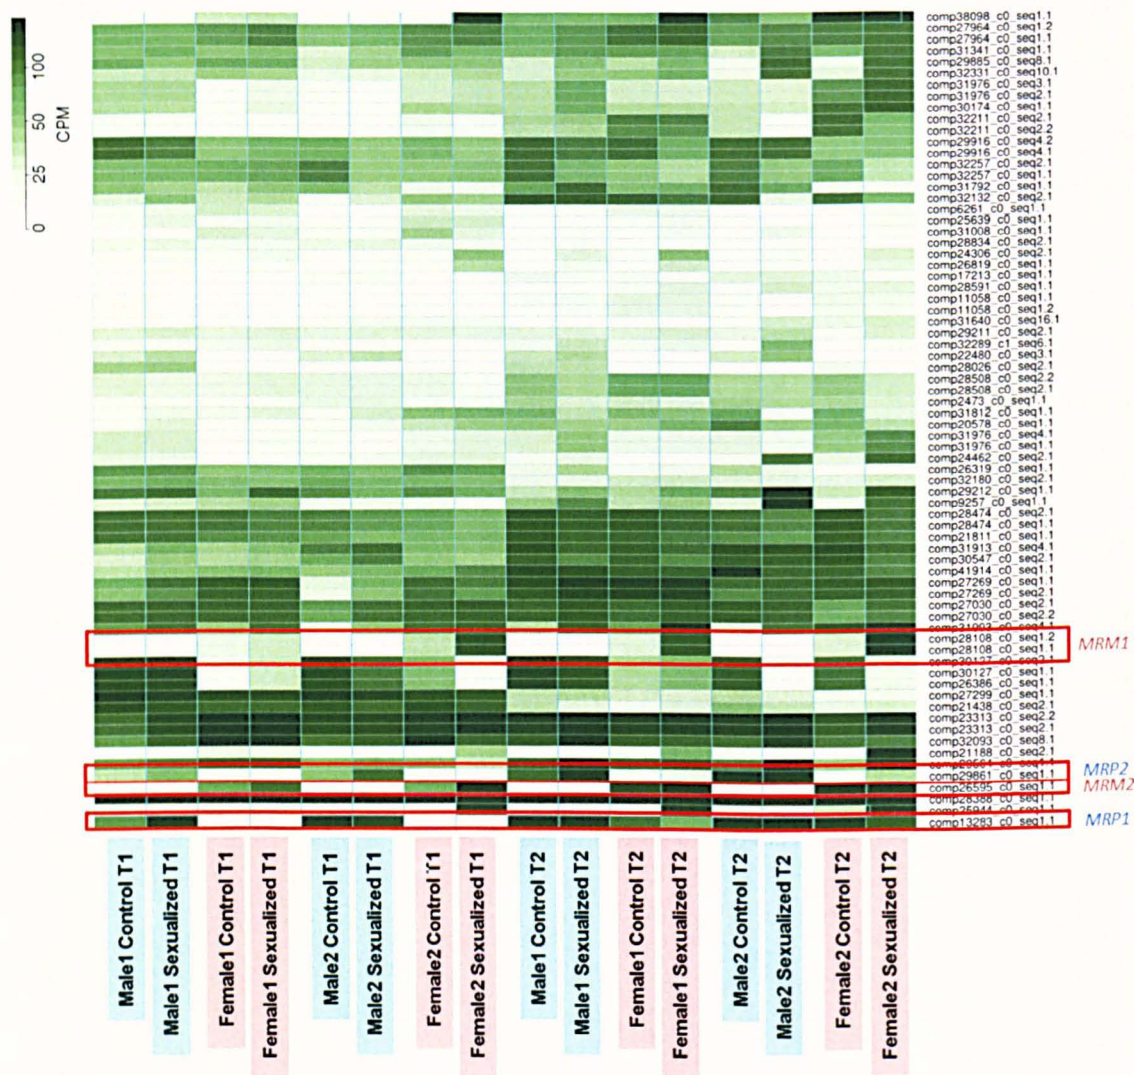 100
50
25
0
CPM
comp38098_c0_seq1.1
comp27964_c0_seq1.2
comp27964_c0_seq1.1
comp31341_c0_seq1.1
comp29885_c0_seq8.1
comp32331_c0_seq10.1
comp31976_c0_seq3.1
comp31976_c0_seq2.1
comp30174_c0_seq1.1
comp32211_c0_seq2.1
comp32211_c0_seq2.2
comp29916_c0_seq4.2
comp29916_c0_seq4.1
comp32257_c0_seq2.1
comp32257_c0_seq1.1
comp31792_c0_seq1.1
comp32132_c0_seq2.1
comp6261_c0_seq1.1
comp25639_c0_seq1.1
comp31008_c0_seq1.1
comp28834_c0_seq2.1
comp24306_c0_seq2.1
comp26819_c0_seq1.1
comp17213_c0_seq1.1
comp28591_c0_seq1.1
comp11058_c0_seq1.1
comp11058_c0_seq1.2
comp31640_c0_seq16.1
comp29211_c0_seq2.1
comp32289_c1_seq6.1
comp22480_c0_seq3.1
comp28026_c0_seq2.1
comp28508_c0_seq2.2
comp28508_c0_seq2.1
comp2473_c0_seq1.1
comp31812_c0_seq1.1
comp20578_c0_seq1.1
comp31976_c0_seq4.1
comp31976_c0_seq1.1
comp24462_c0_seq2.1
comp26319_c0_seq1.1
comp32180_c0_seq2.1
comp29212_c0_seq1.1
comp9257_c0_seq1.1
comp28474_c0_seq2.1
comp28474_c0_seq1.1
comp21811_c0_seq1.1
comp31913_c0_seq4.1
comp30547_c0_seq2.1
comp41914_c0_seq1.1
comp27269_c0_seq1.1
comp27269_c0_seq2.1
comp27030_c0_seq2.1
comp27030_c0_seq2.2
comp28108_c0_seq1.2
comp28108_c0_seq1.1
MRM1
comp30127_c0_seq1.1
comp26386_c0_seq1.1
comp27299_c0_seq1.1
comp21438_c0_seq2.1
comp23313_c0_seq2.2
comp23313_c0_seq2.1
comp32093_c0_seq8.1
comp21188_c0_seq2.1
MRP2
comp29861_c0_seq1.1
comp26595_c0_seq1.1
MRM2
comp28388_c0_seq1.1
comp13283_c0_seq1.1
MRP1
Male1 Control T1
Male1 Sexualized T1
Female1 Control T1
Female1 Sexualized T1
Male2 Control T1
Male2 Sexualized T1
Female2 Control T1
Female2 Sexualized T1
Male1 Control T2
Male1 Sexualized T2
Female1 Control T2
Female1 Sexualized T2
Male2 Control T2
Male2 Sexualized T2
Female2 Control T2
Female2 Sexualized T2